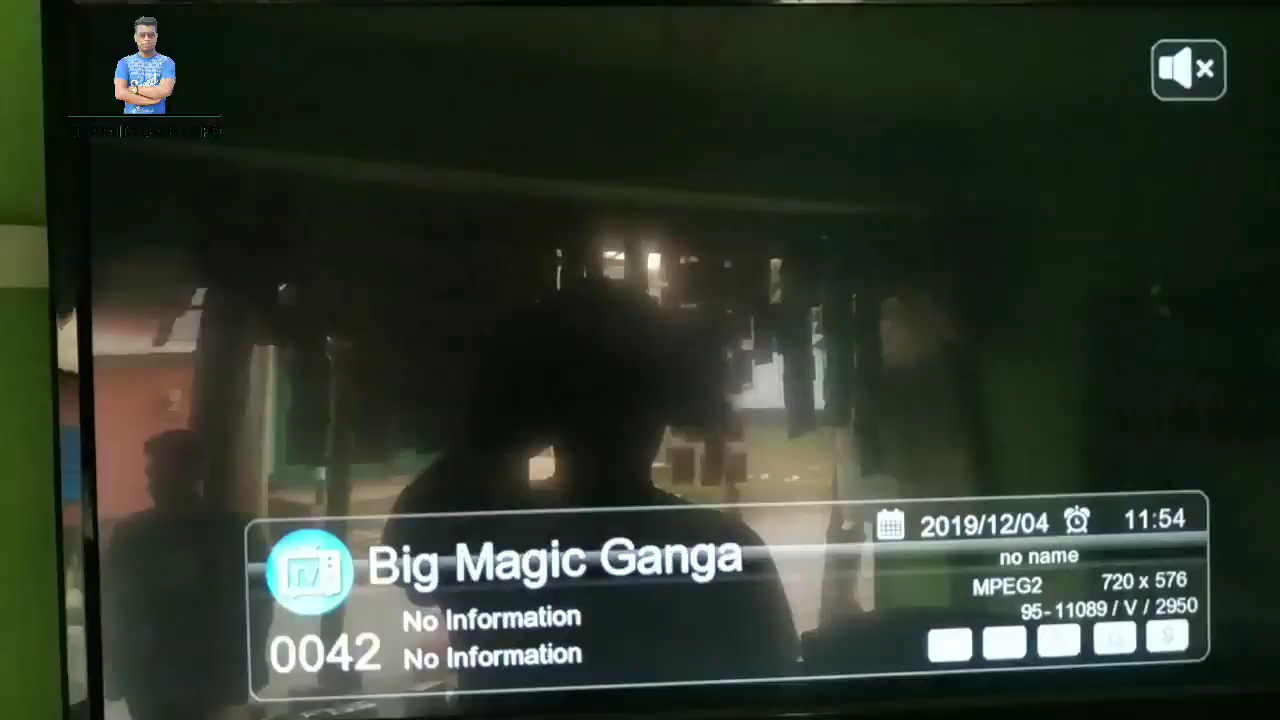 Big Magic Ganga
0042
No Information
No Information
2019/12/04 11:54
no name
MPEG2 720 x 576
95-11089 / V / 2950
TV